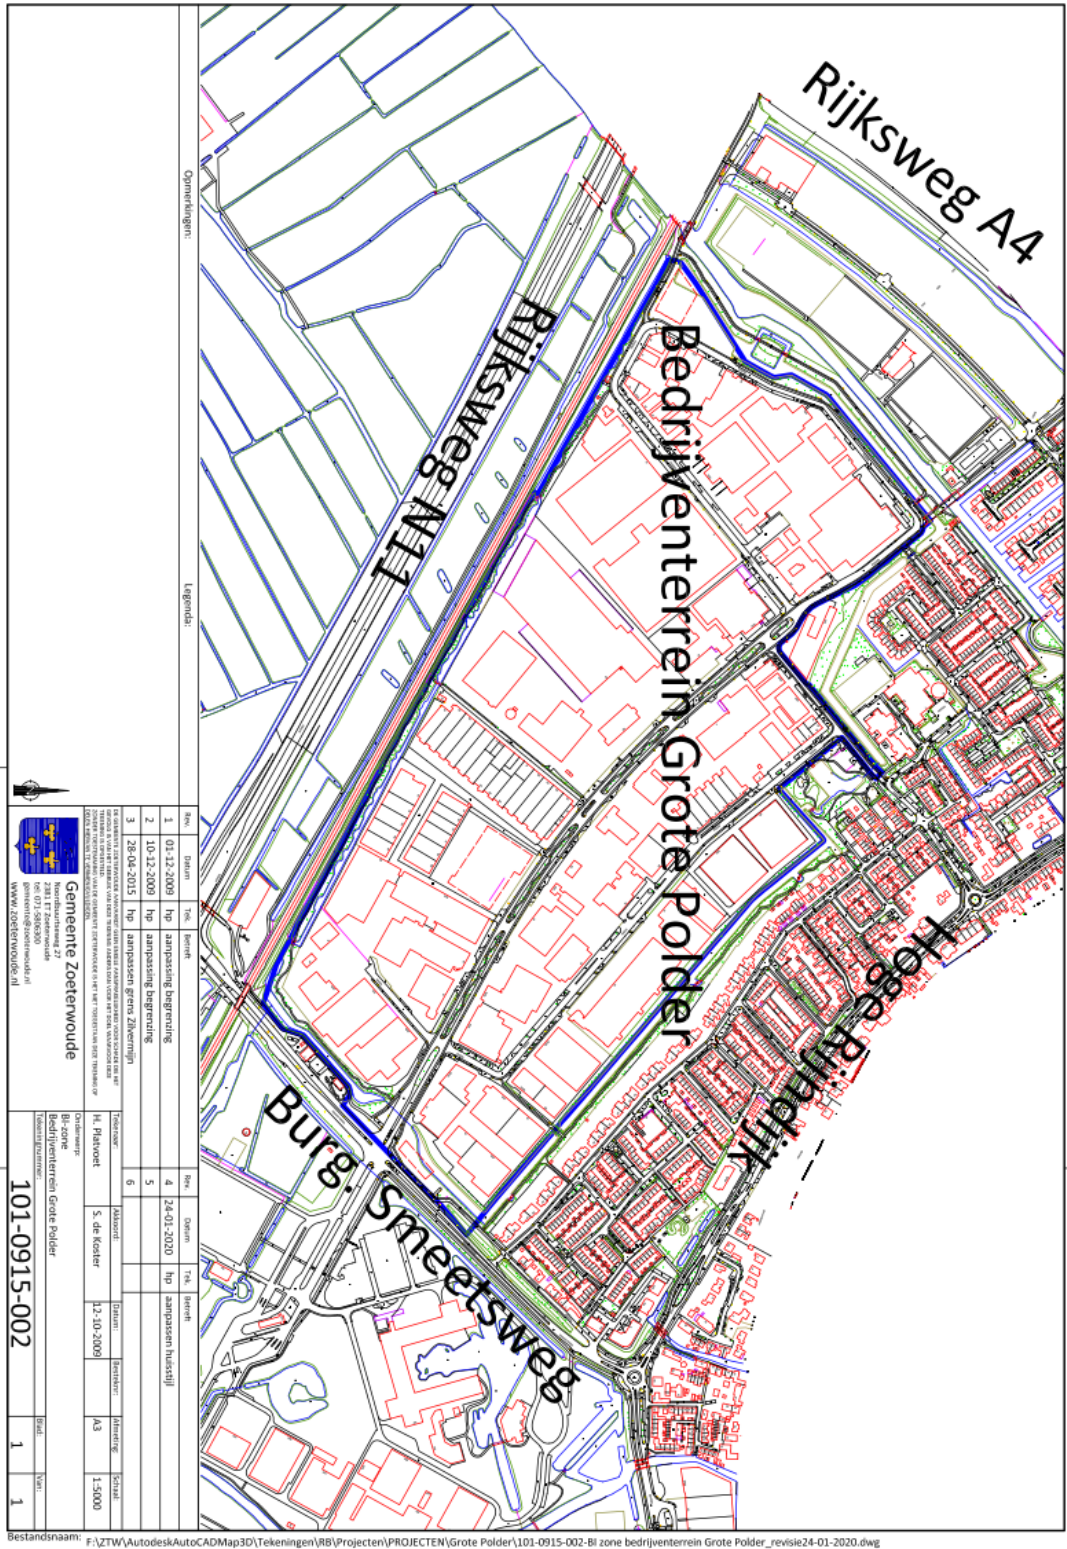 Rijksweg A4
Rijksweg N11
Bedrijventerrein Grote Polder
Hoge Rijndijk
Burg. Smeetsweg
Opmerkingen:
Legenda:
Rev. Datum Tek. Betreft
1 01-12-2009 hp aanpassing begrenzing
2 10-12-2009 hp aanpassing begrenzing
3 28-04-2015 hp aanpassen grens Zilvermijn
Rev. Datum Tek. Betreft
4 24-01-2020 hp aanpassen huisstijl
5
6
Gemeente Zoeterwoude
Noordbuurtseweg 27
2381 ET Zoeterwoude
tel: 071-5806300
gemeente@zoeterwoude.nl
www.zoeterwoude.nl
Tekenaar: Akkoord: Datum: Besteknr: Afmeting: Schaal:
H. Platvoet S. de Koster 12-10-2009 A3 1:5000
Onderwerp:
BI-zone
Bedrijventerrein Grote Polder
Tekeningnummer: Blad: Van:
101-0915-002 1 1
Bestandsnaam: F:\ZTW\AutodeskAutoCADMap3D\Tekeningen\RB\Projecten\PROJECTEN\Grote Polder\101-0915-002-BI zone bedrijventerrein Grote Polder_revisie24-01-2020.dwg